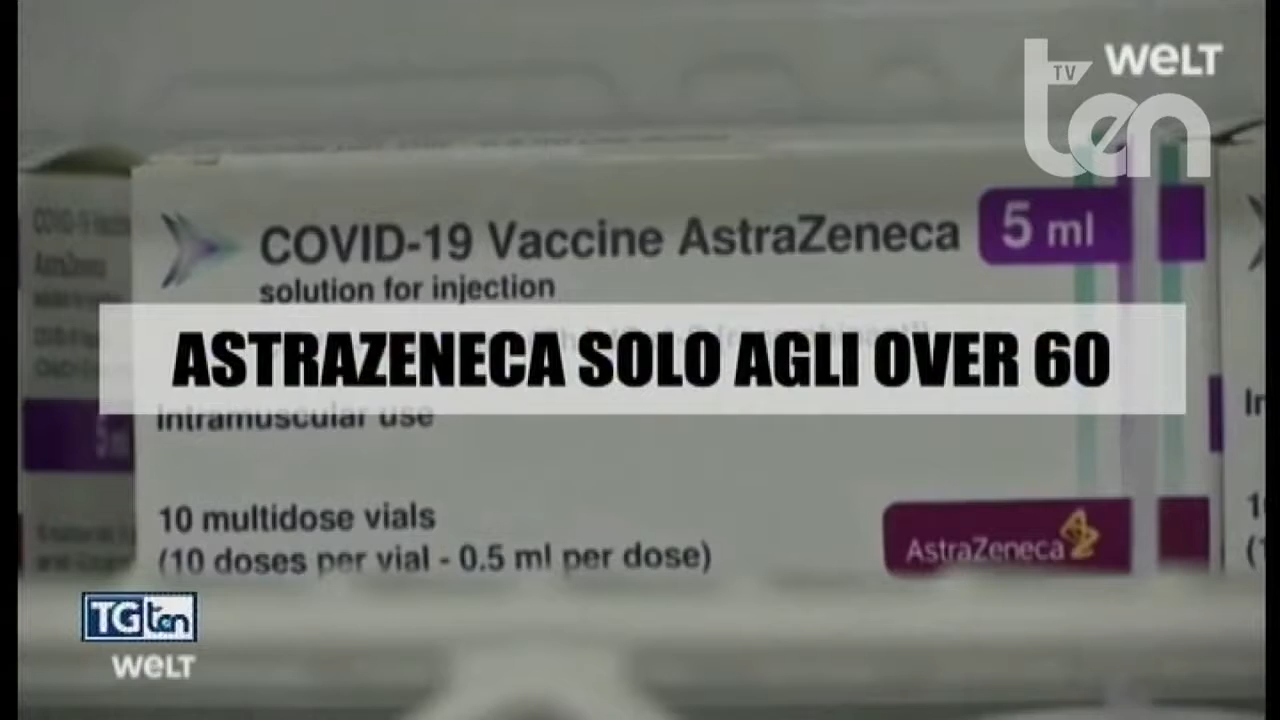 WELT
TV
ten
COVID-19 Vaccine AstraZeneca
5 ml
solution for injection
ASTRAZENECA SOLO AGLI OVER 60
intramuscular use
10 multidose vials
(10 doses per vial - 0.5 ml per dose)
AstraZeneca
TG ten
WELT